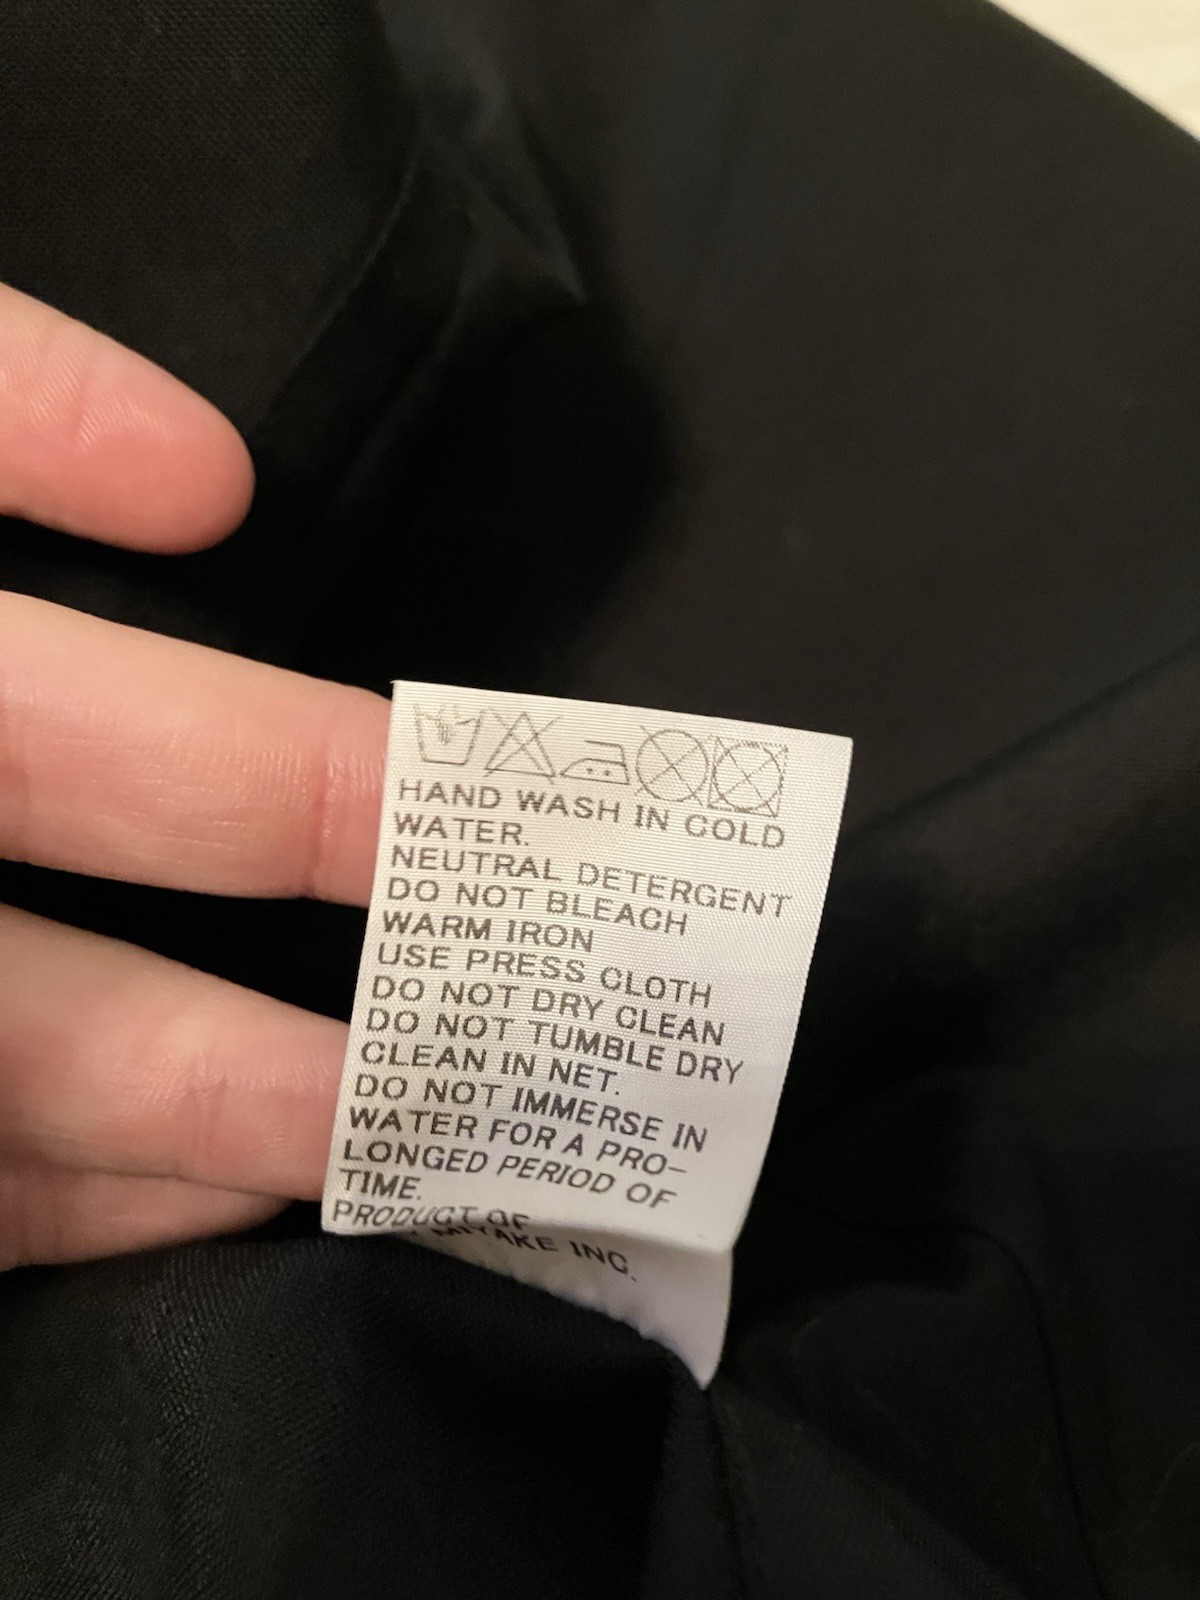 HAND WASH IN COLD
WATER.
NEUTRAL DETERGENT
DO NOT BLEACH
WARM IRON
USE PRESS CLOTH
DO NOT DRY CLEAN
DO NOT TUMBLE DRY
CLEAN IN NET.
DO NOT IMMERSE IN
WATER FOR A PRO-
LONGED PERIOD OF
TIME.
PRODUCT OF
MIYAKE INC.